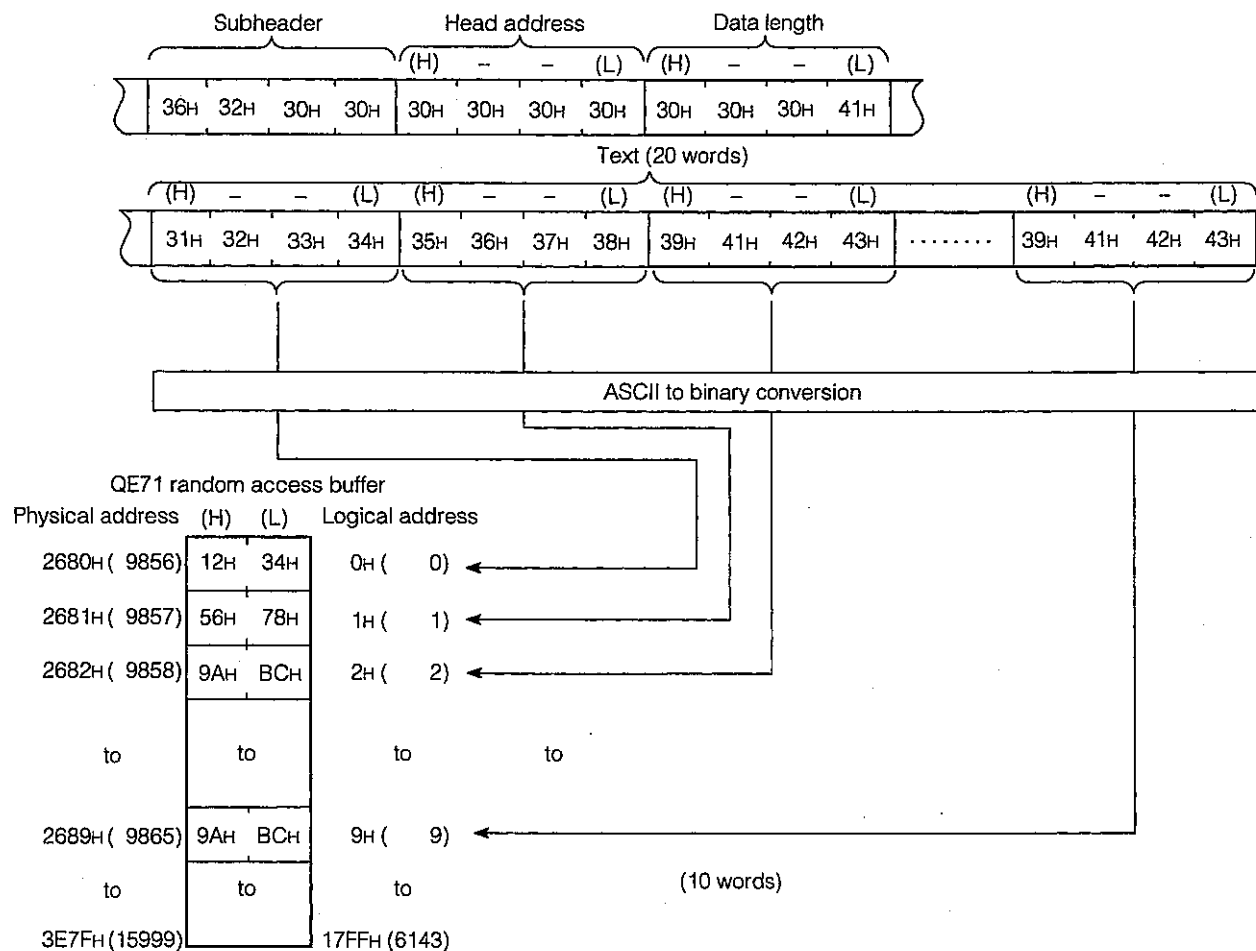 Subheader Head address Data length
(H) – – (L) (H) – – (L)
36H 32H 30H 30H 30H 30H 30H 30H 30H 30H 30H 41H
Text (20 words)
(H) – – (L) (H) – – (L) (H) – – (L) (H) – -- (L)
31H 32H 33H 34H 35H 36H 37H 38H 39H 41H 42H 43H ········ 39H 41H 42H 43H
ASCII to binary conversion
QE71 random access buffer
Physical address (H) (L) Logical address
2680H ( 9856) 12H 34H 0H ( 0)
2681H ( 9857) 56H 78H 1H ( 1)
2682H ( 9858) 9AH BCH 2H ( 2)
to to to to
2689H ( 9865) 9AH BCH 9H ( 9)
(10 words)
to to to
3E7FH (15999) 17FFH (6143)